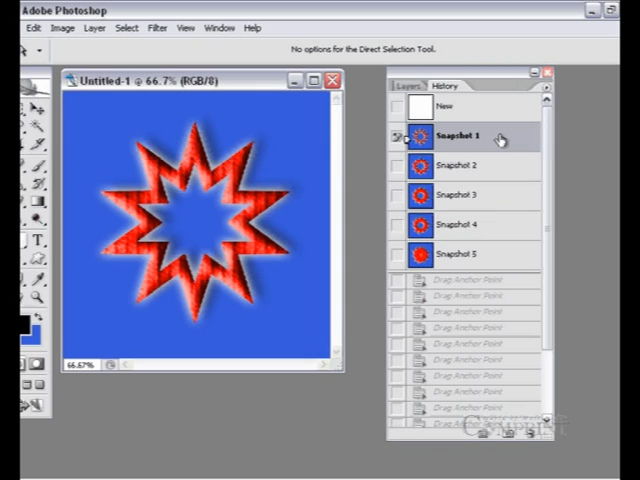 Adobe Photoshop
Edit Image Layer Select Filter View Window Help
No options for the Direct Selection Tool.
Untitled-1 @ 66.7% (RGB/8)
Layers History
New
Snapshot 1
Snapshot 2
Snapshot 3
Snapshot 4
Snapshot 5
Drag Anchor Point
Drag Anchor Point
Drag Anchor Point
Drag Anchor Point
Drag Anchor Point
Drag Anchor Point
Drag Anchor Point
Drag Anchor Point
Drag Anchor Point
Drag Anchor
66.67%